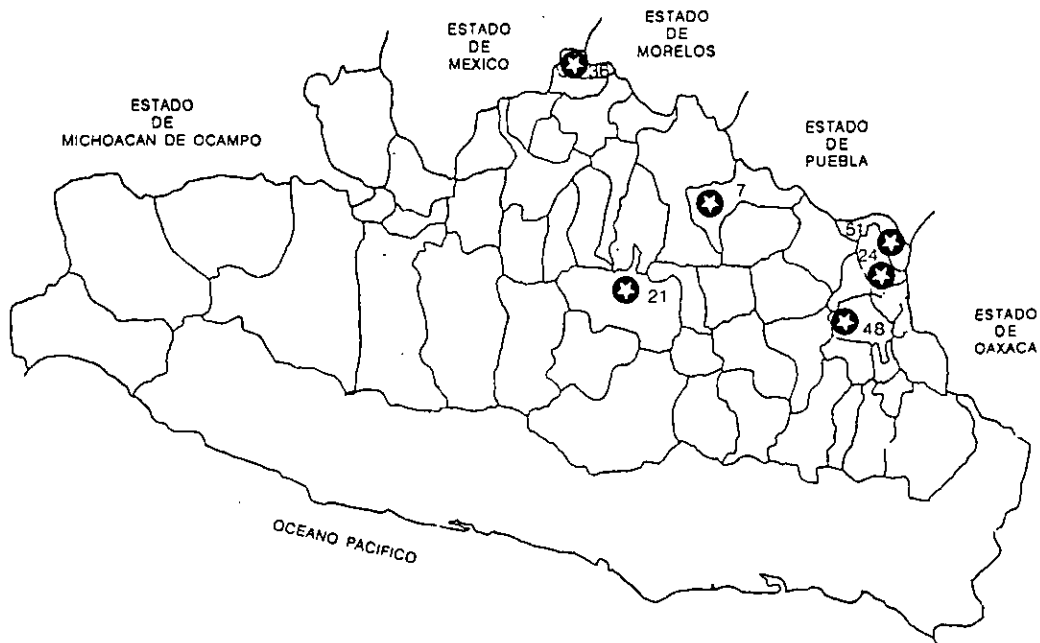 ESTADO
DE
MEXICO
ESTADO
DE
MORELOS
36
ESTADO
DE
MICHOACAN DE OCAMPO
ESTADO
DE
PUEBLA
7
51
24
21
48
ESTADO
DE
OAXACA
OCEANO PACIFICO